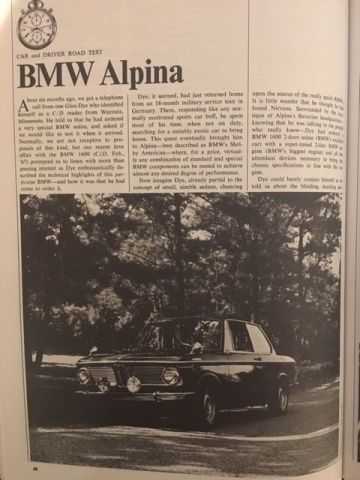 CAR and DRIVER ROAD TEST
BMW Alpina
About six months ago, we got a telephone
call from one Glen Dye who identified
himself as a C/D reader from Wayzata,
Minnesota. He told us that he had ordered
a very special BMW sedan, and asked if
we would like to test it when it arrived.
Normally, we are not receptive to pro-
posals of this kind, but our recent love
affair with the BMW 1600 (C/D, Feb.,
'67) prompted us to listen with more than
passing interest as Dye enthusiastically de-
scribed the technical highlights of this par-
ticular BMW—and how it was that he had
come to order it.
Dye, it seemed, had just returned home
from an 18-month military service tour in
Germany. There, responding like any nor-
mally motivated sports car buff, he spent
most of his time, when not on duty,
searching for a suitably exotic car to bring
home. This quest eventually brought him
to Alpina—best described as BMW's Shel-
by American—where, for a price, virtual-
ly any combination of standard and special
BMW components can be mated to achieve
almost any desired degree of performance.
Now imagine Dye, already partial to the
concept of small, nimble sedans, chancing
upon the source of the really quick BMWs.
It is little wonder that he thought he had
found Nirvana. Surrounded by the mys-
tique of Alpina's Bavarian headquarters,
knowing that he was talking to the people
who really know—Dye had ordered a
BMW 1600 2-door sedan (BMW's smallest
car) with a super-tuned 2-liter BMW en-
gine (BMW's biggest engine) and all the
attendant devices necessary to bring the
chassis specifications in line with the en-
gine.
Dye could barely contain himself as he
told us about the blinding, dazzling
68